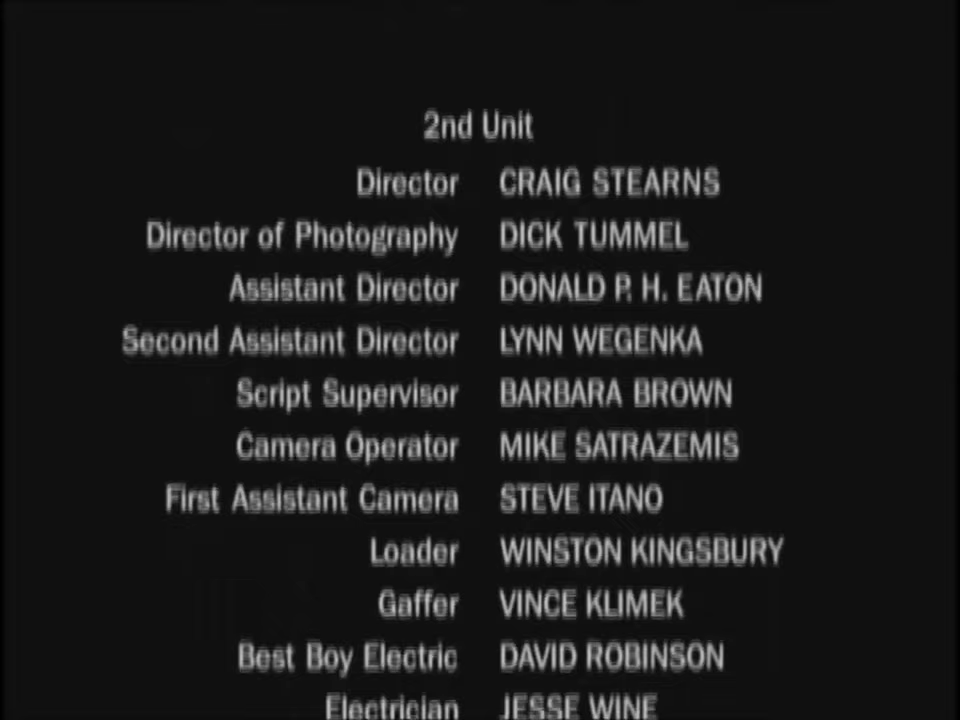 2nd Unit
Director CRAIG STEARNS
Director of Photography DICK TUMMEL
Assistant Director DONALD P. H. EATON
Second Assistant Director LYNN WEGENKA
Script Supervisor BARBARA BROWN
Camera Operator MIKE SATRAZEMIS
First Assistant Camera STEVE ITANO
Loader WINSTON KINGSBURY
Gaffer VINCE KLIMEK
Best Boy Electric DAVID ROBINSON
Electrician JESSE WINE